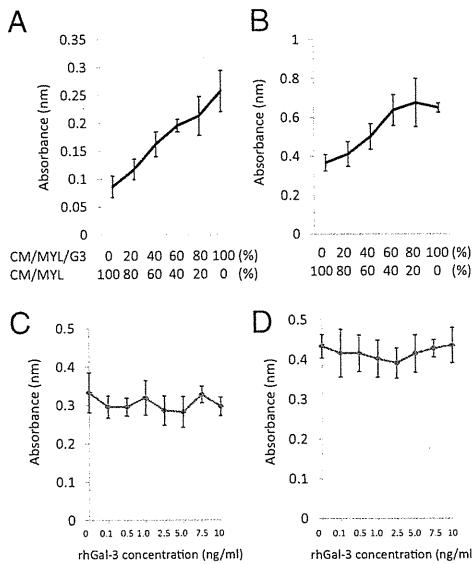 A
Absorbance (nm)
0.35
0.3
0.25
0.2
0.15
0.1
0.05
0
CM/MYL/G3 0 20 40 60 80 100 (%)
CM/MYL 100 80 60 40 20 0 (%)
B
Absorbance (nm)
1
0.8
0.6
0.4
0.2
0
0 20 40 60 80 100 (%)
100 80 60 40 20 0 (%)
C
Absorbance (nm)
0.5
0.4
0.3
0.2
0.1
0
0 0.1 0.5 1.0 2.5 5.0 7.5 10
rhGal-3 concentration (ng/ml)
D
Absorbance (nm)
0.5
0.4
0.3
0.2
0.1
0
0 0.1 0.5 1.0 2.5 5.0 7.5 10
rhGal-3 concentration (ng/ml)